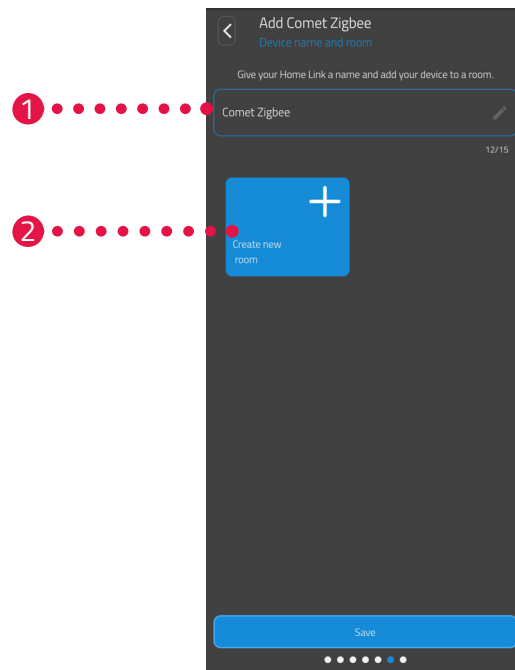 Add Comet Zigbee
Device name and room
Give your Home Link a name and add your device to a room.
1
Comet Zigbee
12/15
2
Create new
room
Save